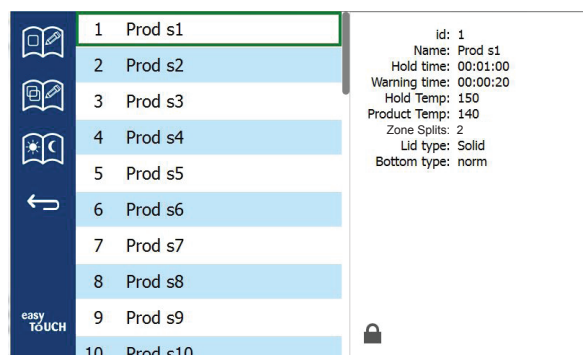 1 Prod s1
2 Prod s2
3 Prod s3
4 Prod s4
5 Prod s5
6 Prod s6
7 Prod s7
8 Prod s8
9 Prod s9
10 Prod s10
id: 1
Name: Prod s1
Hold time: 00:01:00
Warning time: 00:00:20
Hold Temp: 150
Product Temp: 140
Zone Splits: 2
Lid type: Solid
Bottom type: norm
easy
TOUCH